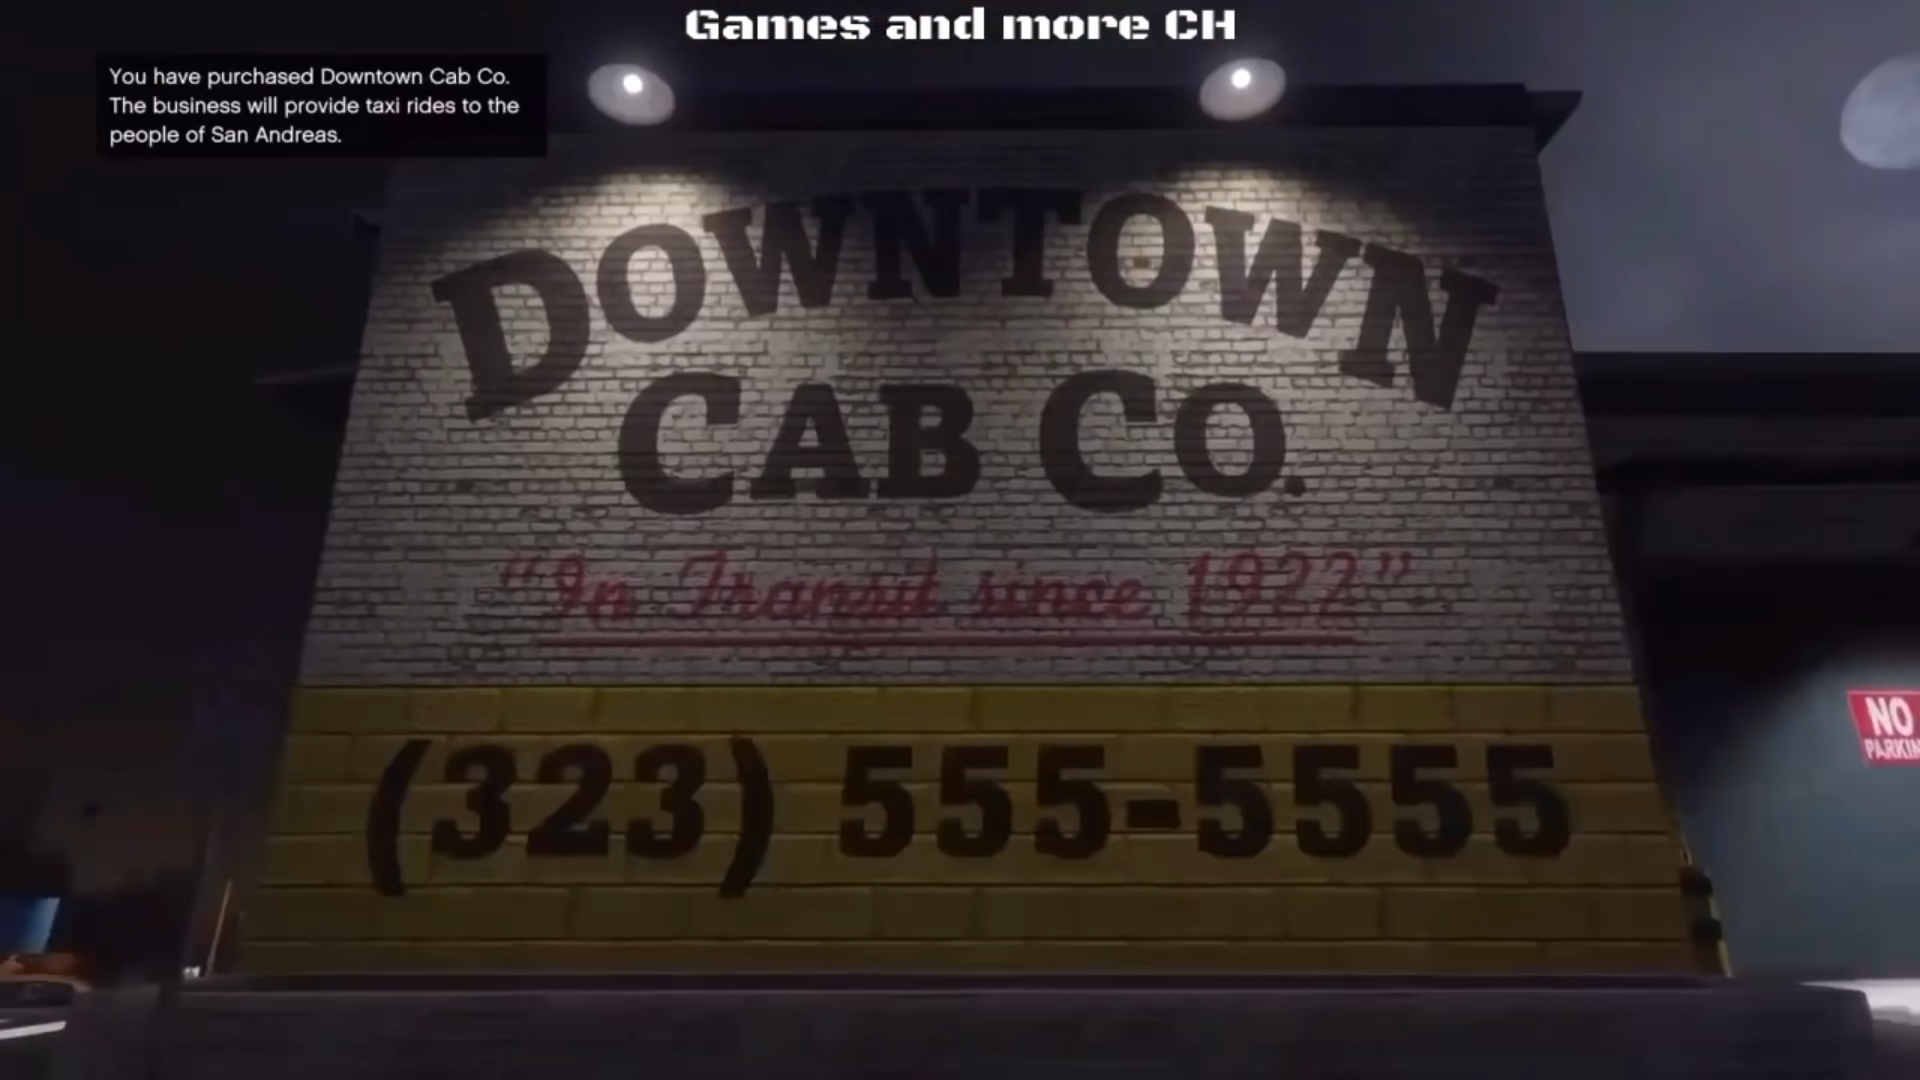 Games and more CH
You have purchased Downtown Cab Co.
The business will provide taxi rides to the
people of San Andreas.
DOWNTOWN
CAB CO.
"In Transit since 1922"
(323) 555-5555
NO